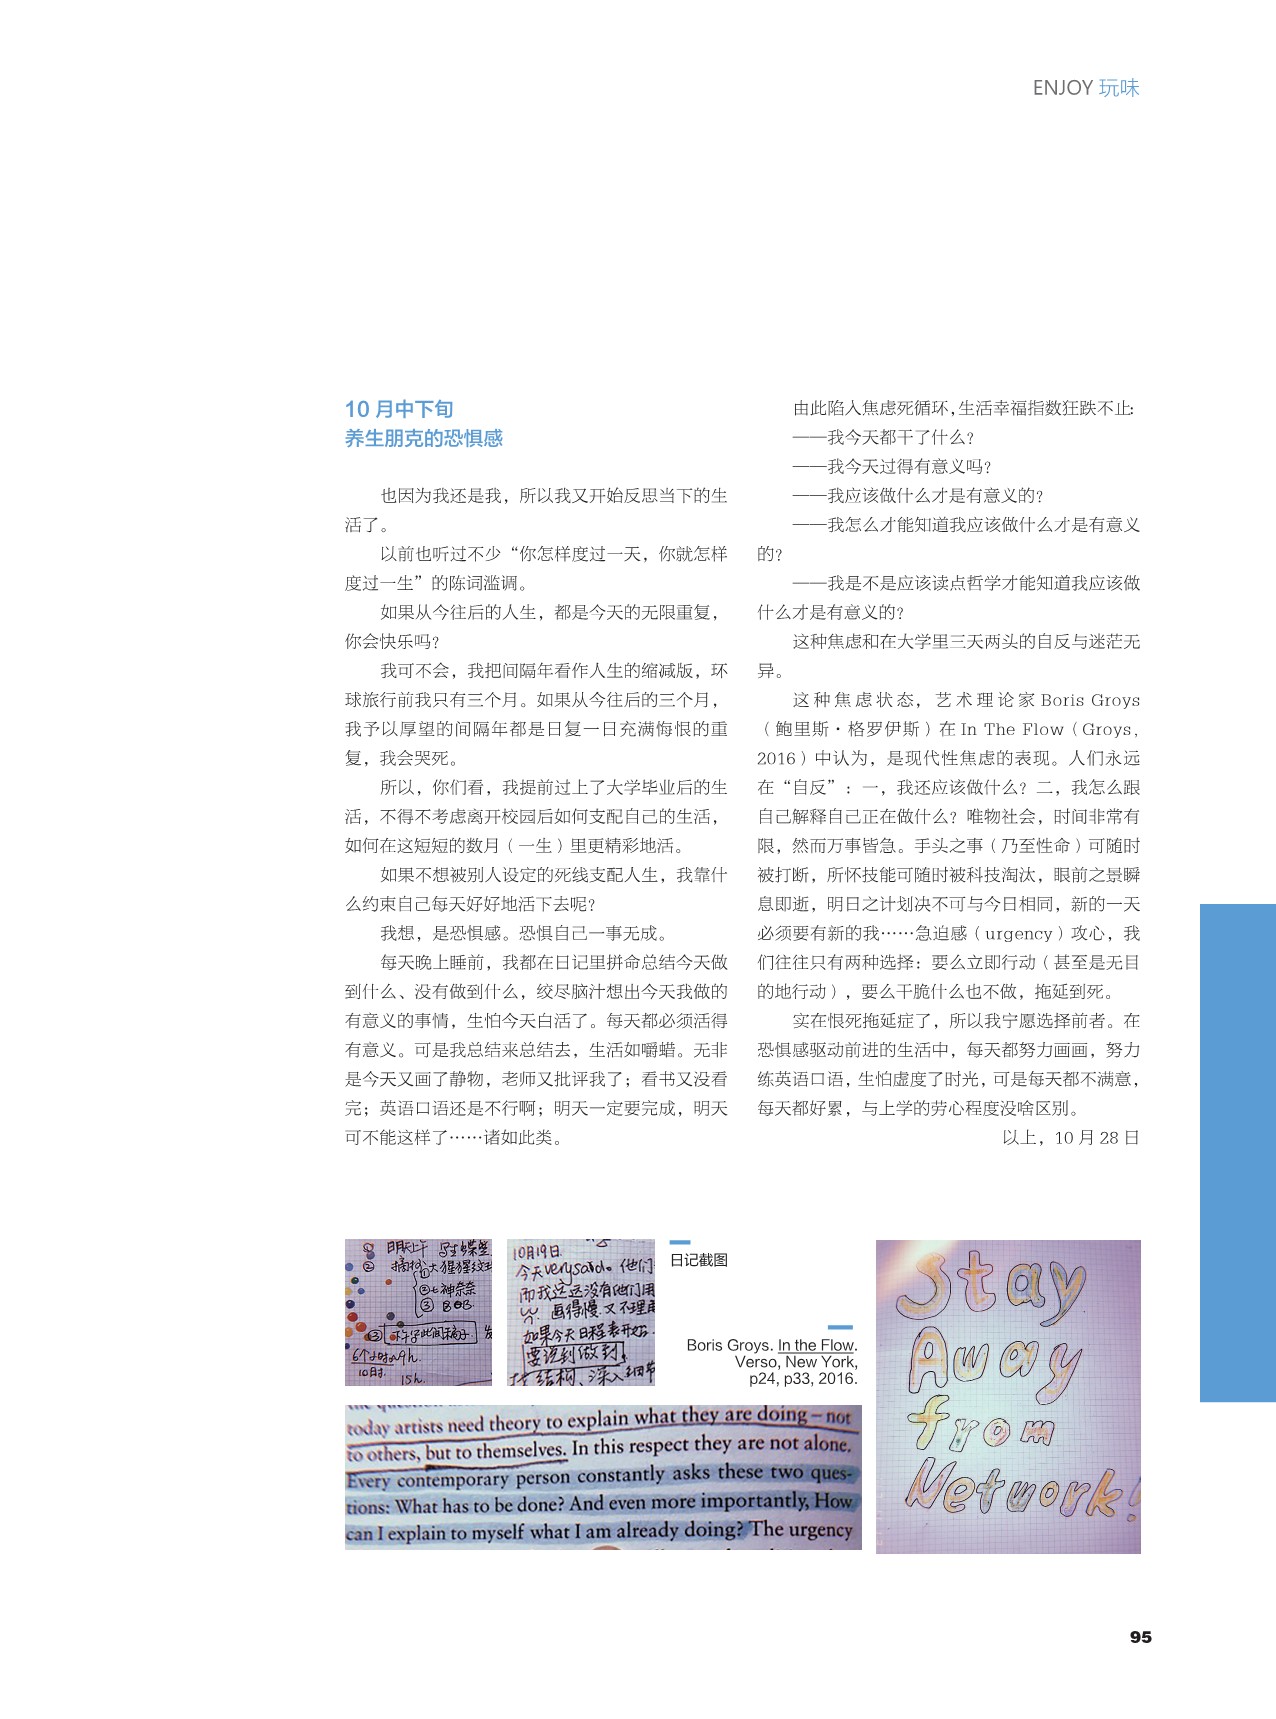 ENJOY 玩味
10 月中下旬
养生朋克的恐惧感
也因为我还是我，所以我又开始反思当下的生
活了。
以前也听过不少“你怎样度过一天，你就怎样
度过一生”的陈词滥调。
如果从今往后的人生，都是今天的无限重复，
你会快乐吗？
我可不会，我把间隔年看作人生的缩减版，环
球旅行前我只有三个月。如果从今往后的三个月，
我予以厚望的间隔年都是日复一日充满悔恨的重
复，我会哭死。
所以，你们看，我提前过上了大学毕业后的生
活，不得不考虑离开校园后如何支配自己的生活，
如何在这短短的数月（一生）里更精彩地活。
如果不想被别人设定的死线支配人生，我靠什
么约束自己每天好好地活下去呢？
我想，是恐惧感。恐惧自己一事无成。
每天晚上睡前，我都在日记里拼命总结今天做
到什么、没有做到什么，绞尽脑汁想出今天我做的
有意义的事情，生怕今天白活了。每天都必须活得
有意义。可是我总结来总结去，生活如嚼蜡。无非
是今天又画了静物，老师又批评我了；看书又没看
完；英语口语还是不行啊；明天一定要完成，明天
可不能这样了……诸如此类。
由此陷入焦虑死循环，生活幸福指数狂跌不止：
——我今天都干了什么？
——我今天过得有意义吗？
——我应该做什么才是有意义的？
——我怎么才能知道我应该做什么才是有意义
的？
——我是不是应该读点哲学才能知道我应该做
什么才是有意义的？
这种焦虑和在大学里三天两头的自反与迷茫无
异。
这种焦虑状态，艺术理论家 Boris Groys
（鲍里斯·格罗伊斯）在 In The Flow（Groys,
2016）中认为，是现代性焦虑的表现。人们永远
在“自反”：一，我还应该做什么？二，我怎么跟
自己解释自己正在做什么？唯物社会，时间非常有
限，然而万事皆急。手头之事（乃至性命）可随时
被打断，所怀技能可随时被科技淘汰，眼前之景瞬
息即逝，明日之计划决不可与今日相同，新的一天
必须要有新的我……急迫感（urgency）攻心，我
们往往只有两种选择：要么立即行动（甚至是无目
的地行动），要么干脆什么也不做，拖延到死。
实在恨死拖延症了，所以我宁愿选择前者。在
恐惧感驱动前进的生活中，每天都努力画画，努力
练英语口语，生怕虚度了时光，可是每天都不满意，
每天都好累，与上学的劳心程度没啥区别。
以上，10 月 28 日
② 摘抄 ①大猩猩
②七神奈奈
③ BOB
6个小时 9h.
10时.
15h.
10月19日.
今天very sad。他们
而我还没有他们用
画得慢.又不理
如果今天日程表开始
要说到做到
找结构、深入细节
日记截图
Boris Groys. In the Flow.
Verso, New York,
p24, p33, 2016.
today artists need theory to explain what they are doing – not
to others, but to themselves. In this respect they are not alone.
Every contemporary person constantly asks these two ques-
tions: What has to be done? And even more importantly, How
can I explain to myself what I am already doing? The urgency
Stay
Away
from
Network!
95